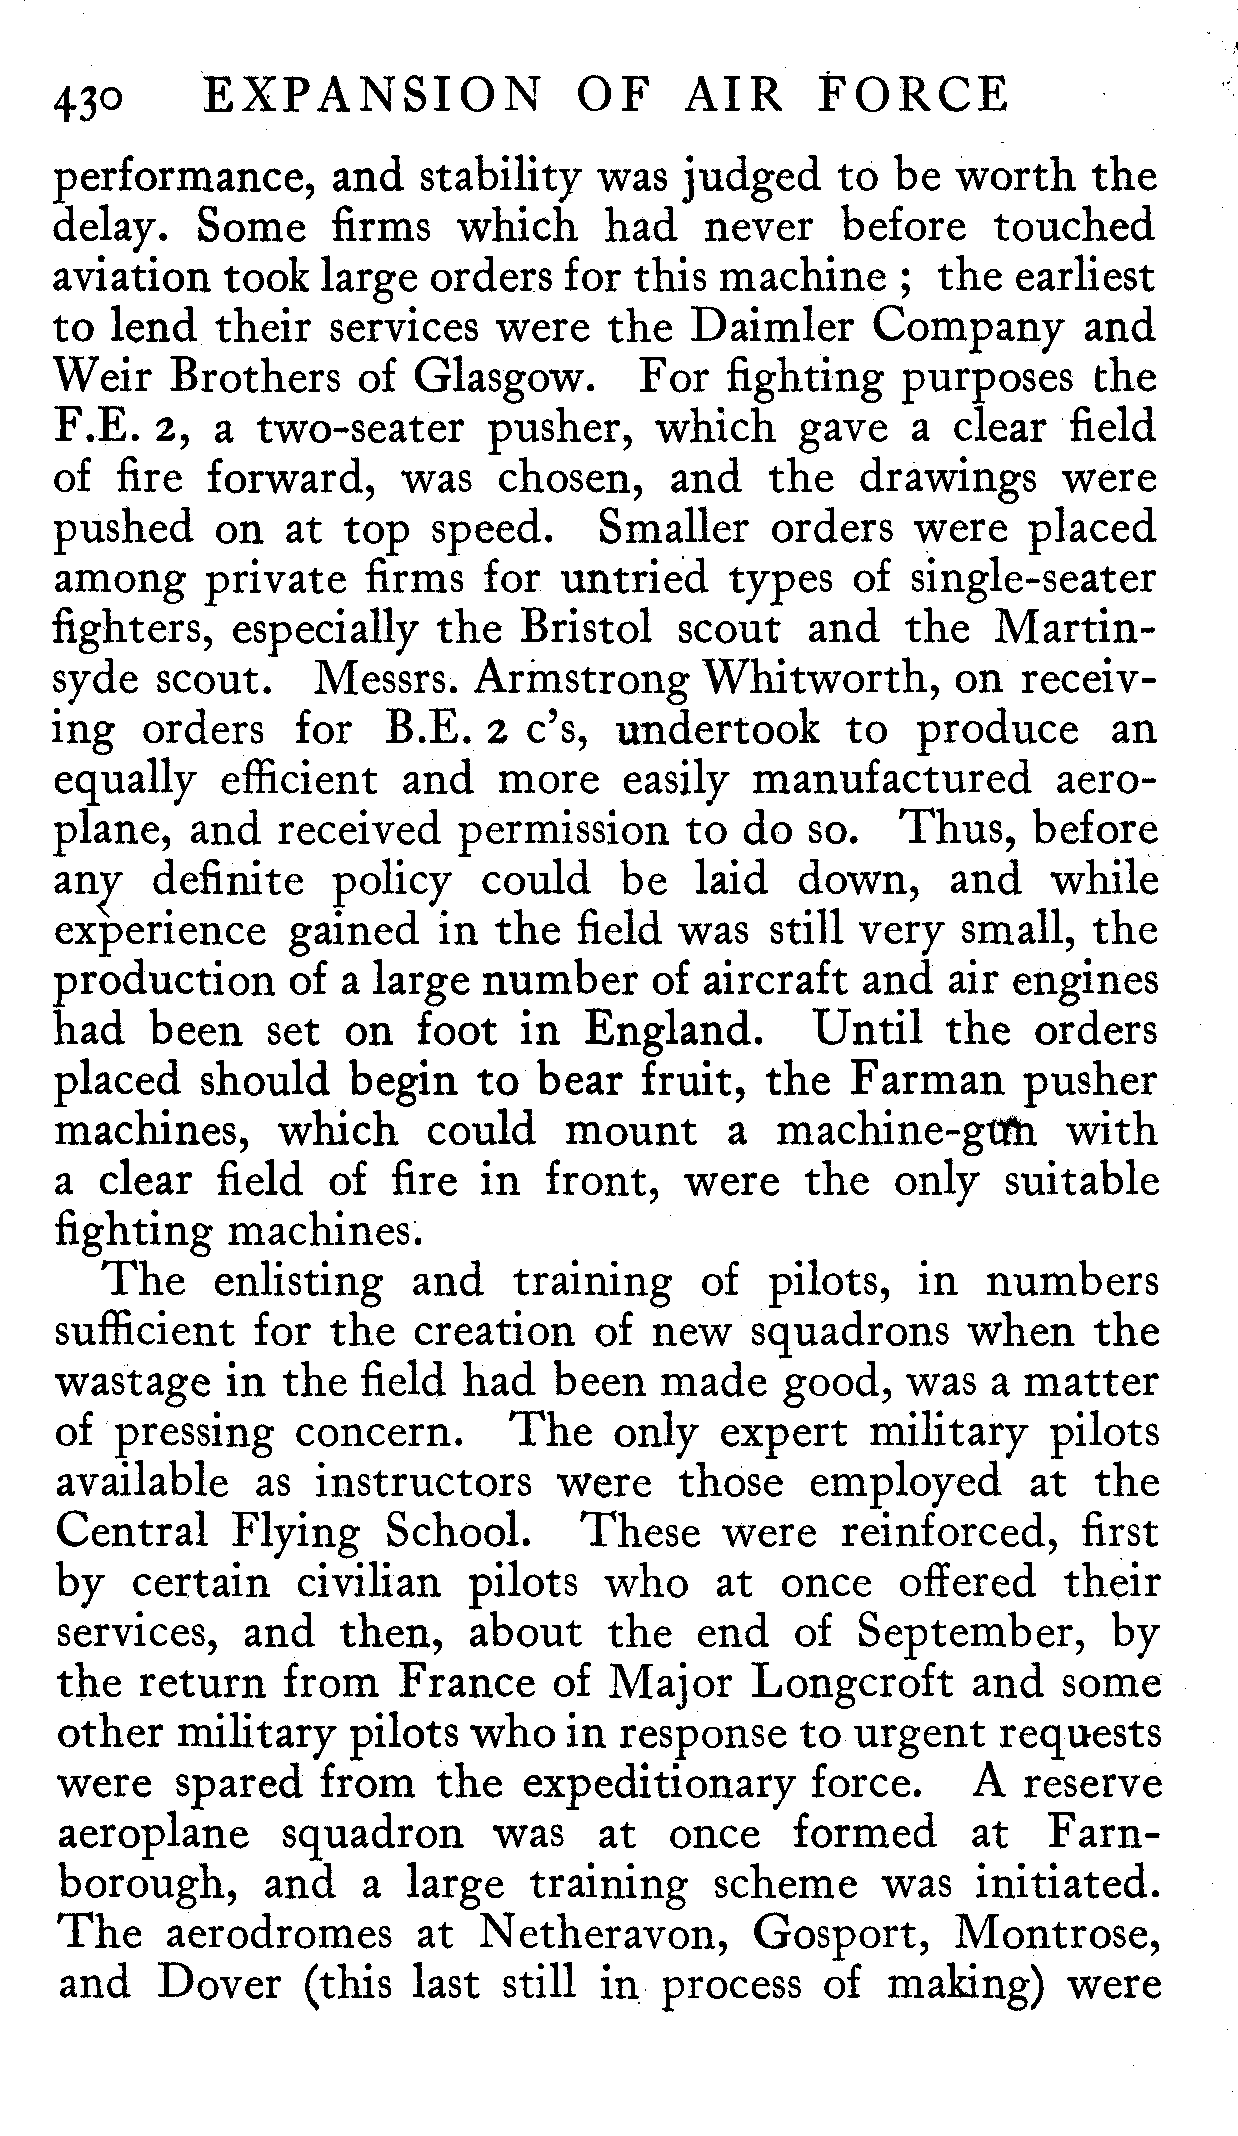 430 EXPANSION OF AIR FORCE
performance, and stability was judged to be worth the
delay. Some firms which had never before touched
aviation took large orders for this machine ; the earliest
to lend their services were the Daimler Company and
Weir Brothers of Glasgow. For fighting purposes the
F.E. 2, a two-seater pusher, which gave a clear field
of fire forward, was chosen, and the drawings were
pushed on at top speed. Smaller orders were placed
among private firms for untried types of single-seater
fighters, especially the Bristol scout and the Martin-
syde scout. Messrs. Armstrong Whitworth, on receiv-
ing orders for B.E. 2 c's, undertook to produce an
equally efficient and more easily manufactured aero-
plane, and received permission to do so. Thus, before
any definite policy could be laid down, and while
experience gained in the field was still very small, the
production of a large number of aircraft and air engines
had been set on foot in England. Until the orders
placed should begin to bear fruit, the Farman pusher
machines, which could mount a machine-gun with
a clear field of fire in front, were the only suitable
fighting machines.
The enlisting and training of pilots, in numbers
sufficient for the creation of new squadrons when the
wastage in the field had been made good, was a matter
of pressing concern. The only expert military pilots
available as instructors were those employed at the
Central Flying School. These were reinforced, first
by certain civilian pilots who at once offered their
services, and then, about the end of September, by
the return from France of Major Longcroft and some
other military pilots who in response to urgent requests
were spared from the expeditionary force. A reserve
aeroplane squadron was at once formed at Farn-
borough, and a large training scheme was initiated.
The aerodromes at Netheravon, Gosport, Montrose,
and Dover (this last still in process of making) were